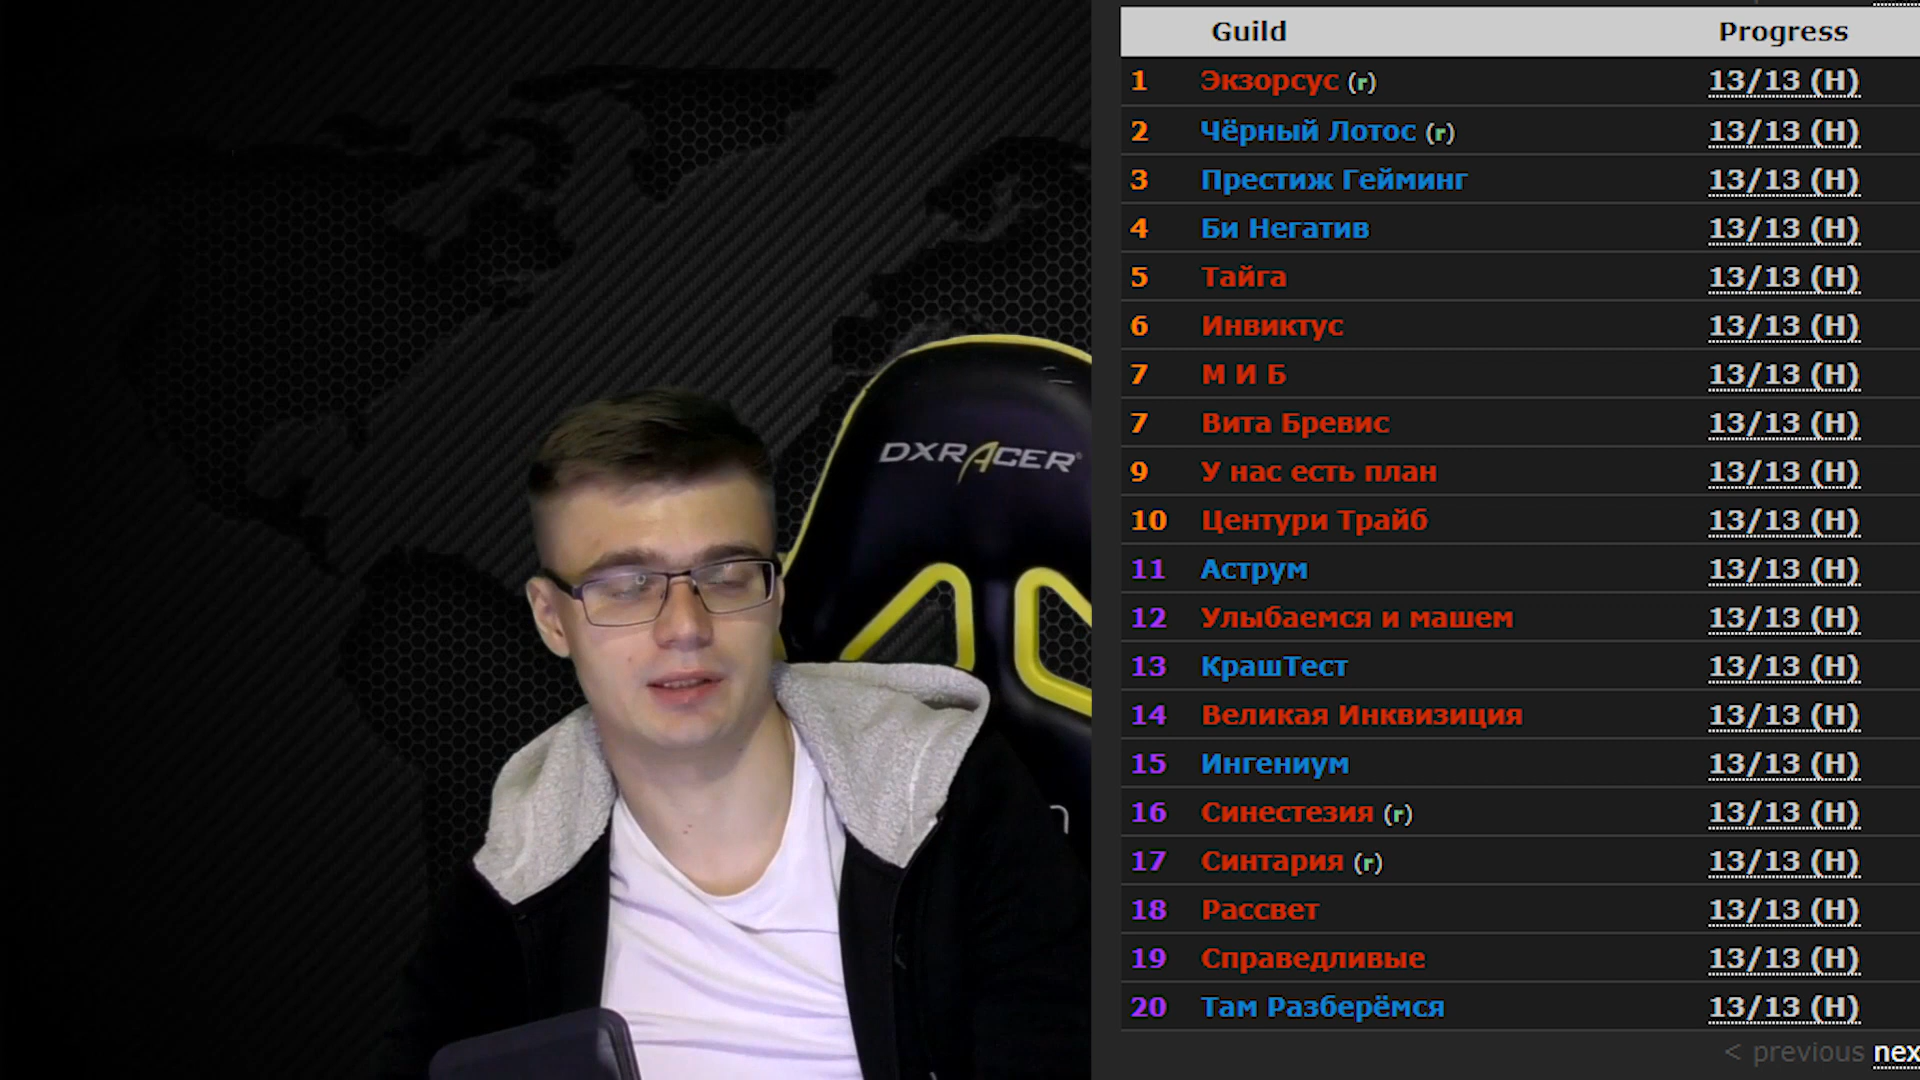 Guild Progress
1 Экзорсус (r) 13/13 (H)
2 Чёрный Лотос (r) 13/13 (H)
3 Престиж Гейминг 13/13 (H)
4 Би Негатив 13/13 (H)
5 Тайга 13/13 (H)
6 Инвиктус 13/13 (H)
7 М И Б 13/13 (H)
7 Вита Бревис 13/13 (H)
9 У нас есть план 13/13 (H)
10 Центури Трайб 13/13 (H)
11 Аструм 13/13 (H)
12 Улыбаемся и машем 13/13 (H)
13 КрашТест 13/13 (H)
14 Великая Инквизиция 13/13 (H)
15 Ингениум 13/13 (H)
16 Синестезия (r) 13/13 (H)
17 Синтария (r) 13/13 (H)
18 Рассвет 13/13 (H)
19 Справедливые 13/13 (H)
20 Там Разберёмся 13/13 (H)
< previous nex
DXRACER